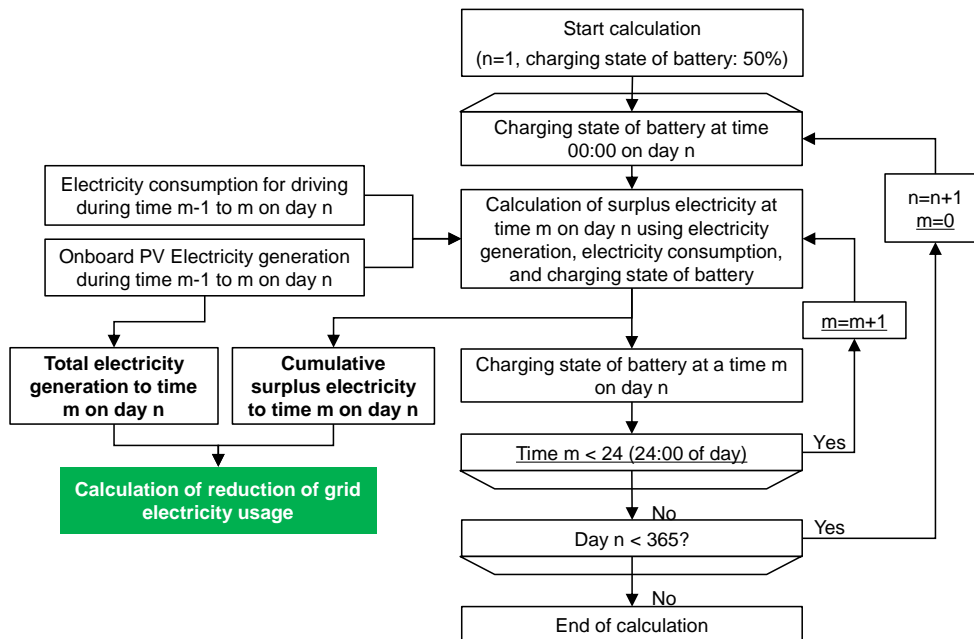 Start calculation
(n=1, charging state of battery: 50%)
Charging state of battery at time
00:00 on day n
Electricity consumption for driving
during time m-1 to m on day n
Onboard PV Electricity generation
during time m-1 to m on day n
Calculation of surplus electricity at
time m on day n using electricity
generation, electricity consumption,
and charging state of battery
n=n+1
m=0
m=m+1
Total electricity
generation to time
m on day n
Cumulative
surplus electricity
to time m on day n
Charging state of battery at a time m
on day n
Time m < 24 (24:00 of day)
Yes
Calculation of reduction of grid
electricity usage
No
Day n < 365?
Yes
No
End of calculation